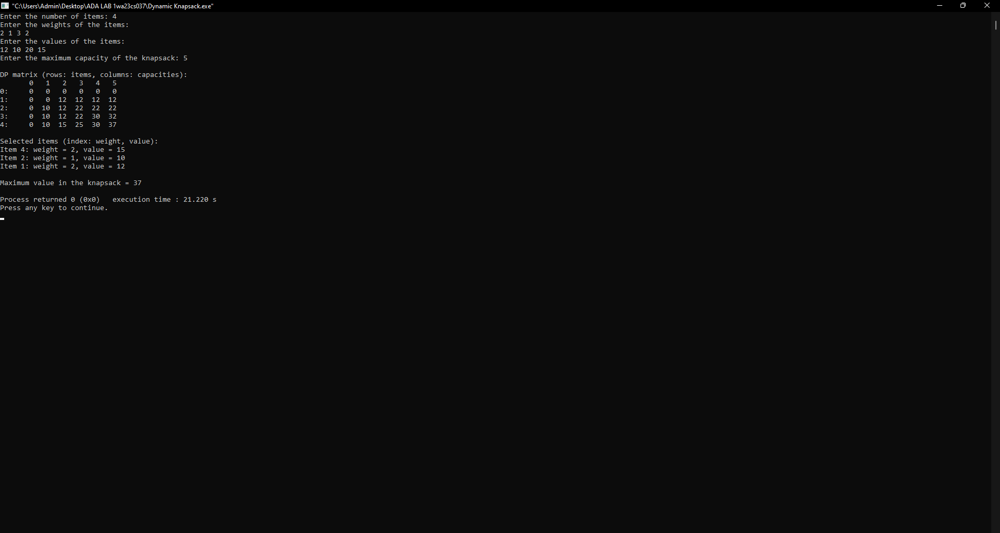 "C:\Users\Admin\Desktop\ADA LAB 1wa23cs037\Dynamic Knapsack.exe"
Enter the number of items: 4
Enter the weights of the items:
2 1 3 2
Enter the values of the items:
12 10 20 15
Enter the maximum capacity of the knapsack: 5

DP matrix (rows: items, columns: capacities):
       0   1   2   3   4   5
0:     0   0   0   0   0   0
1:     0   0  12  12  12  12
2:     0  10  12  22  22  22
3:     0  10  12  22  30  32
4:     0  10  15  25  30  37

Selected items (index: weight, value):
Item 4: weight = 2, value = 15
Item 2: weight = 1, value = 10
Item 1: weight = 2, value = 12

Maximum value in the knapsack = 37

Process returned 0 (0x0)   execution time : 21.220 s
Press any key to continue.